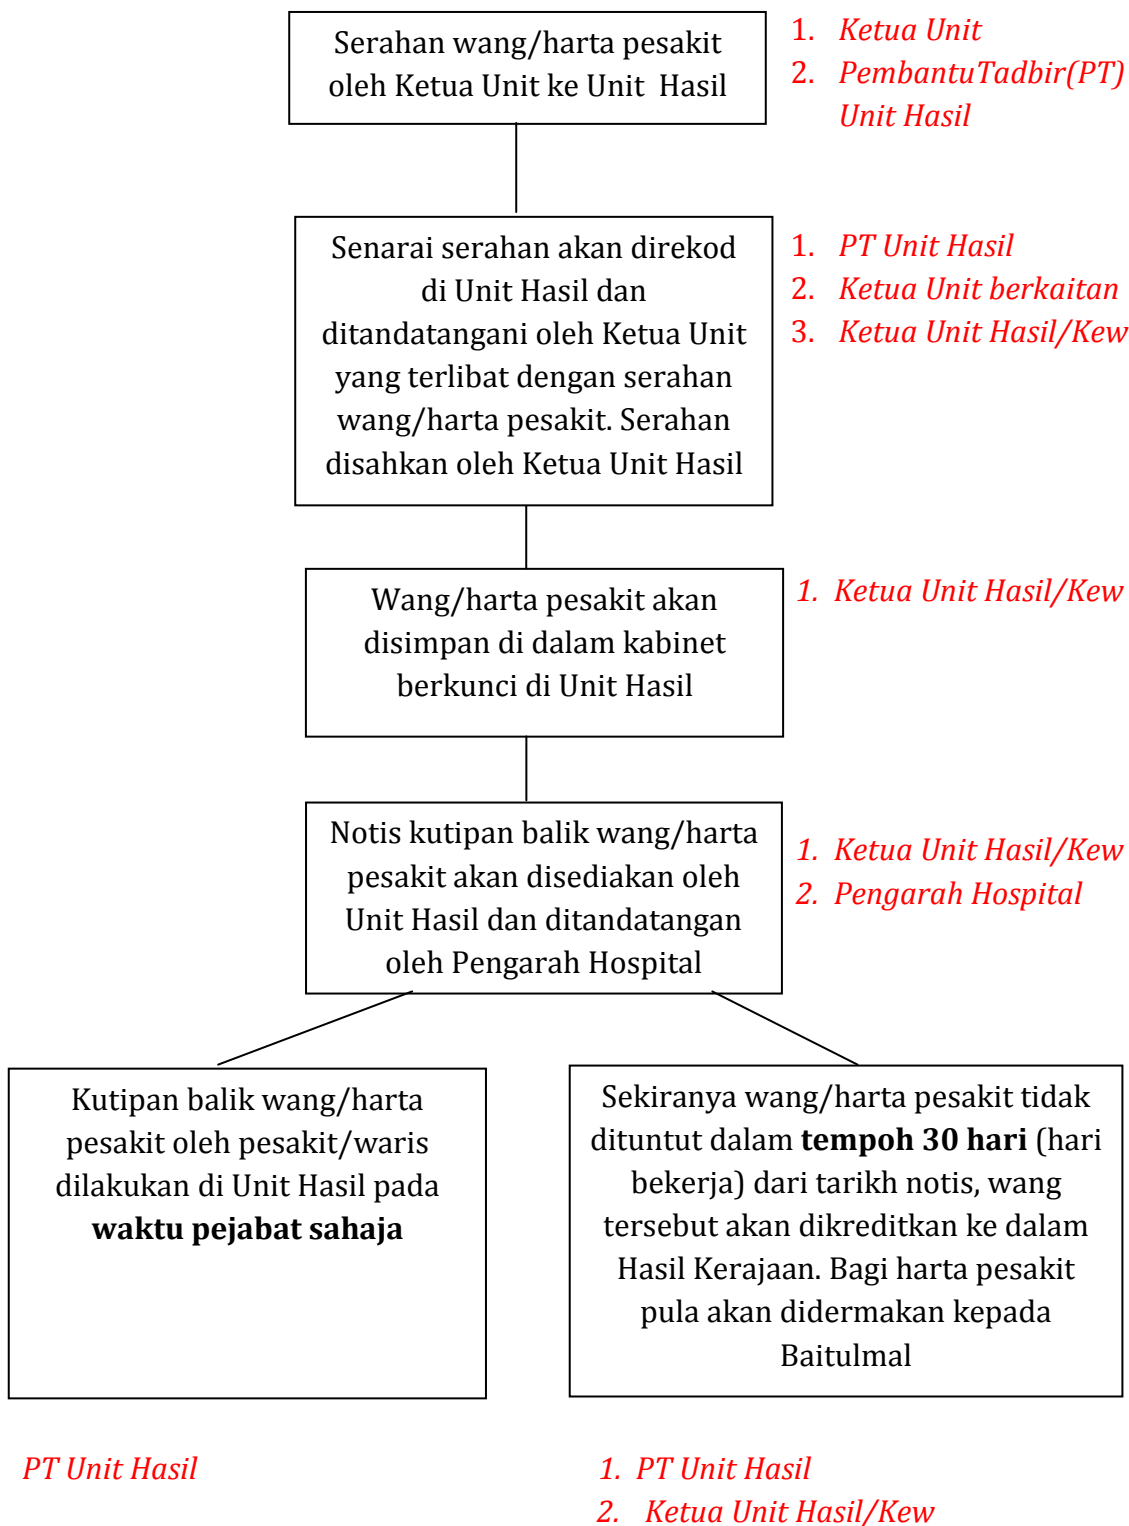 Serahan wang/harta pesakit
oleh Ketua Unit ke Unit Hasil
1. Ketua Unit
2. PembantuTadbir(PT)
Unit Hasil
Senarai serahan akan direkod
di Unit Hasil dan
ditandatangani oleh Ketua Unit
yang terlibat dengan serahan
wang/harta pesakit. Serahan
disahkan oleh Ketua Unit Hasil
1. PT Unit Hasil
2. Ketua Unit berkaitan
3. Ketua Unit Hasil/Kew
Wang/harta pesakit akan
disimpan di dalam kabinet
berkunci di Unit Hasil
1. Ketua Unit Hasil/Kew
Notis kutipan balik wang/harta
pesakit akan disediakan oleh
Unit Hasil dan ditandatangan
oleh Pengarah Hospital
1. Ketua Unit Hasil/Kew
2. Pengarah Hospital
Kutipan balik wang/harta
pesakit oleh pesakit/waris
dilakukan di Unit Hasil pada
waktu pejabat sahaja
Sekiranya wang/harta pesakit tidak
dituntut dalam tempoh 30 hari (hari
bekerja) dari tarikh notis, wang
tersebut akan dikreditkan ke dalam
Hasil Kerajaan. Bagi harta pesakit
pula akan didermakan kepada
Baitulmal
PT Unit Hasil
1. PT Unit Hasil
2. Ketua Unit Hasil/Kew